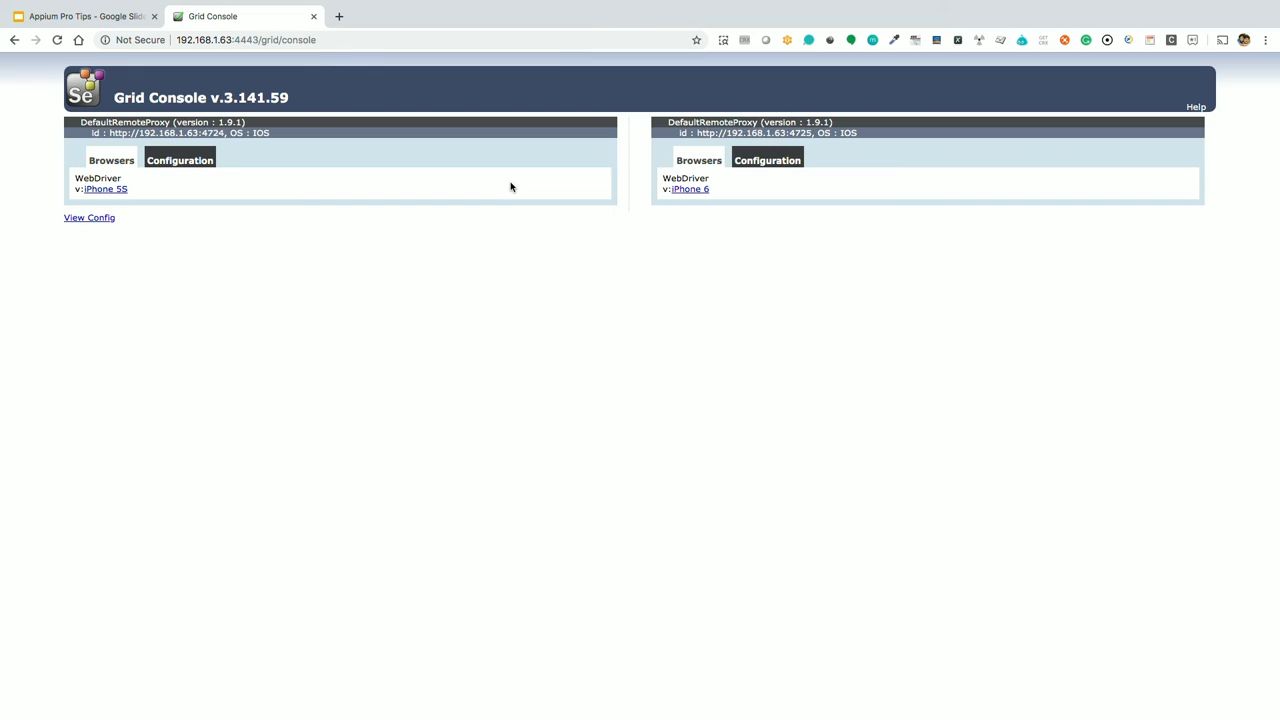 Appium Pro Tips - Google Slid
Grid Console
Not Secure
192.168.1.63:4443/grid/console
Se
Grid Console v.3.141.59
Help
DefaultRemoteProxy (version : 1.9.1)
id : http://192.168.1.63:4724, OS : IOS
Browsers
Configuration
WebDriver
v:iPhone 5S
DefaultRemoteProxy (version : 1.9.1)
id : http://192.168.1.63:4725, OS : IOS
Browsers
Configuration
WebDriver
v:iPhone 6
View Config